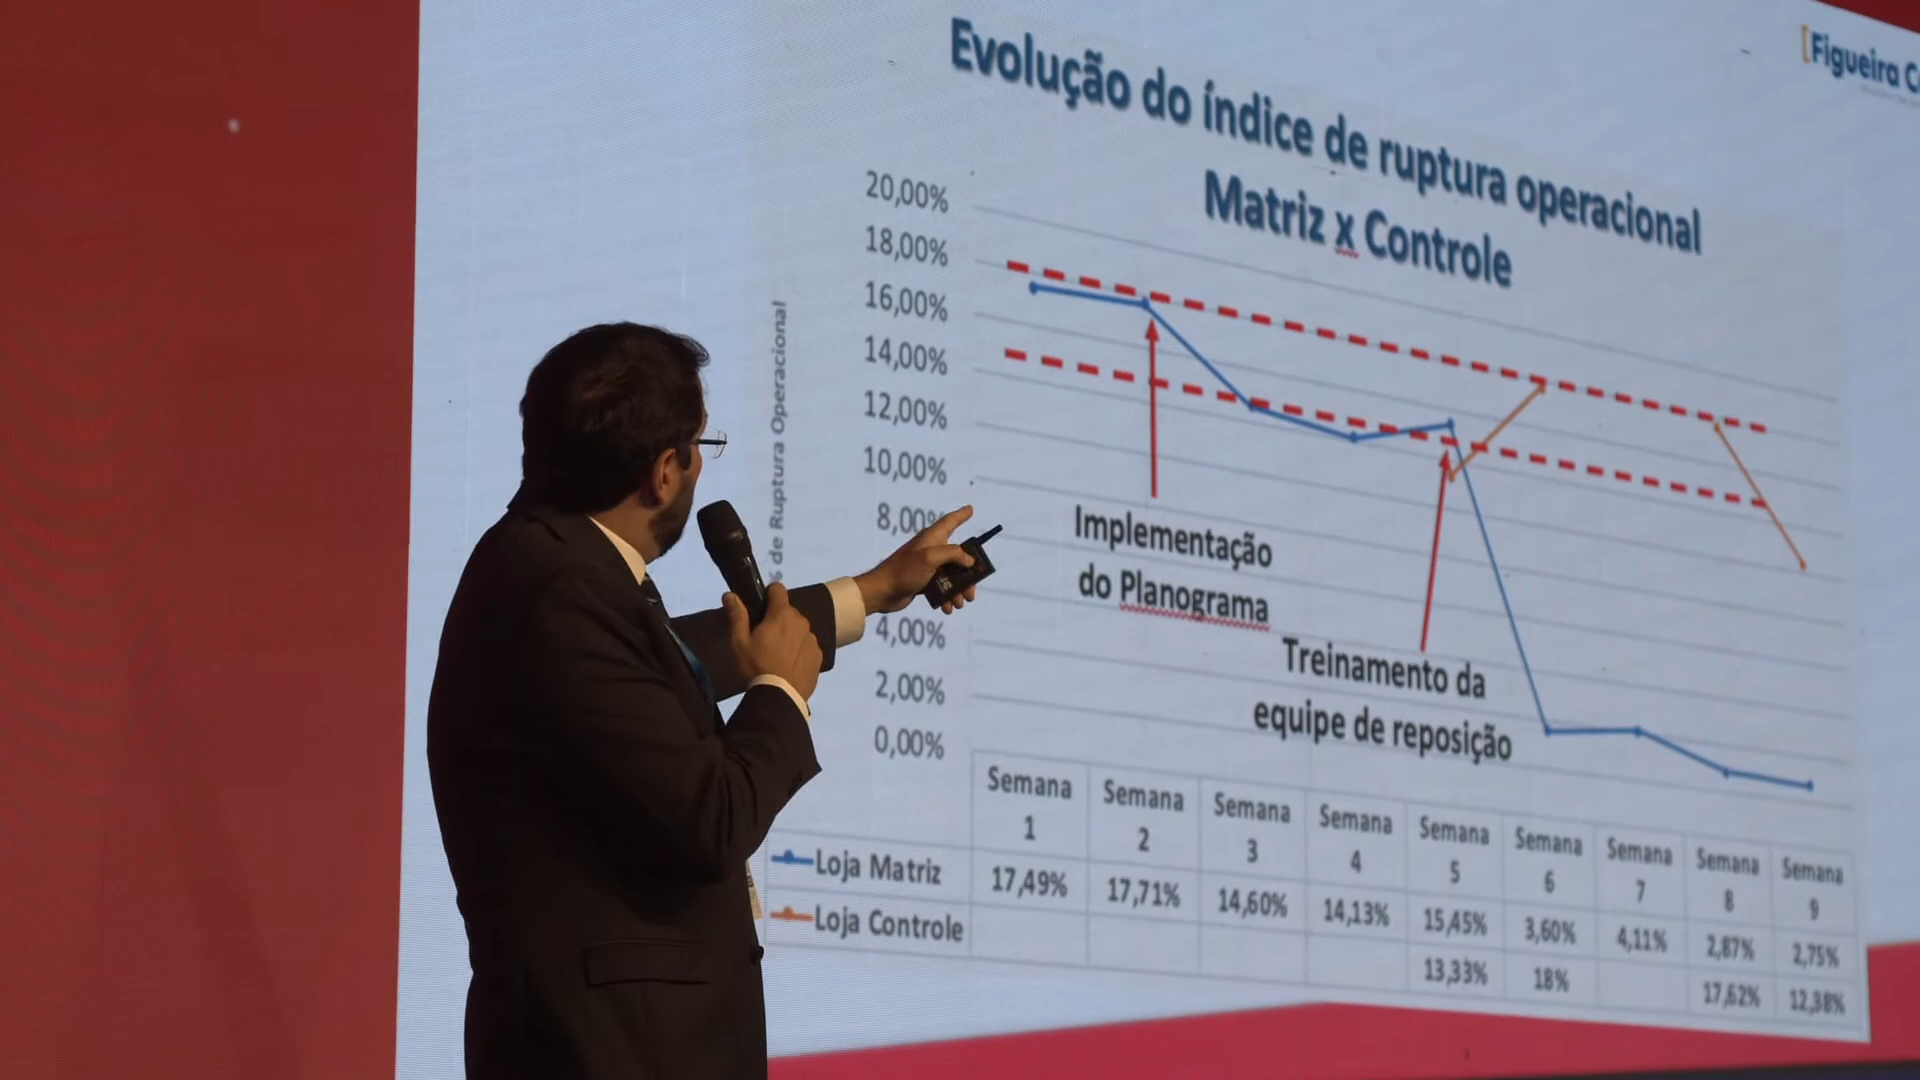 [Figueira
Evolução do índice de ruptura operacional
Matriz x Controle
20,00%
18,00%
16,00%
14,00%
12,00%
10,00%
8,00%
4,00%
2,00%
0,00%
de Ruptura Operacional
Implementação
do Planograma
Treinamento da
equipe de reposição
Semana 1 Semana 2 Semana 3 Semana 4 Semana 5 Semana 6 Semana 7 Semana 8 Semana 9
Loja Matriz 17,49% 17,71% 14,60% 14,13% 15,45% 3,60% 4,11% 2,87% 2,75%
Loja Controle 13,33% 18% 17,62% 12,38%